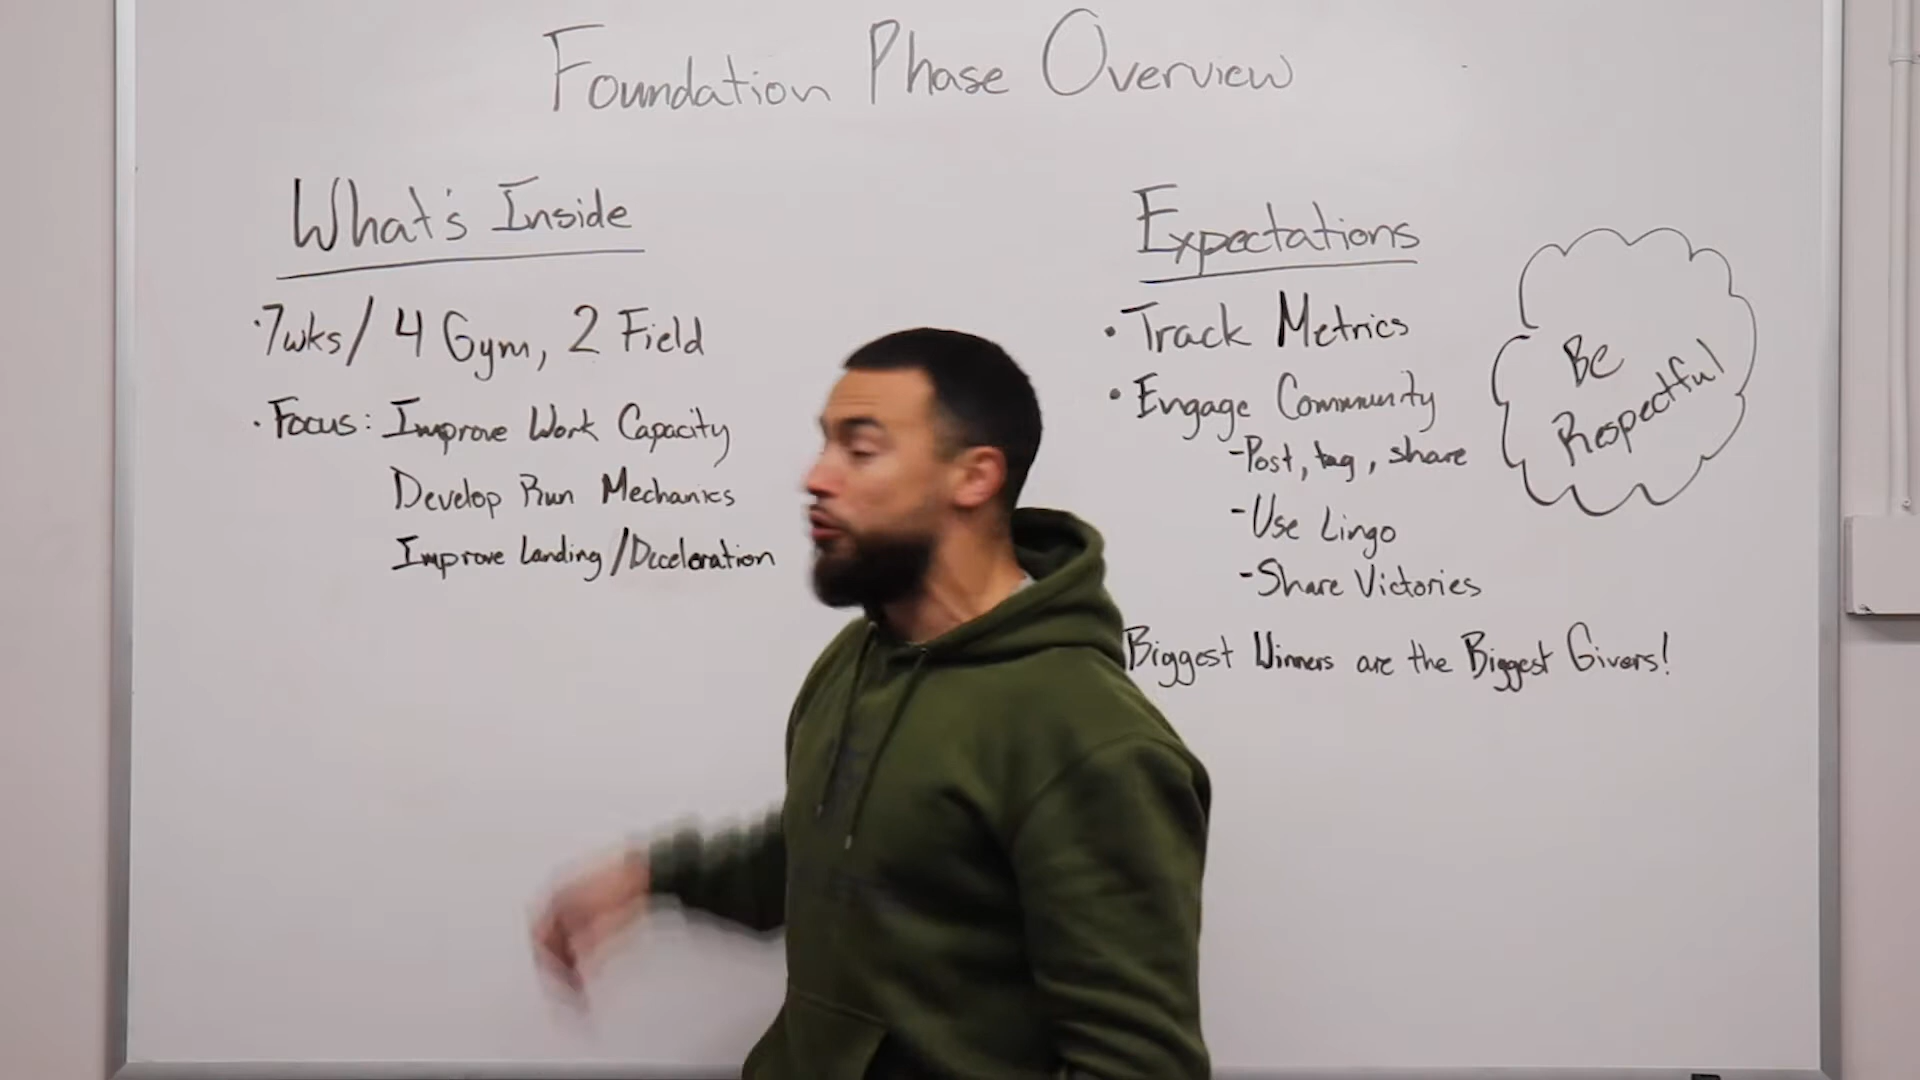 Foundation Phase Overview
What's Inside
·7wks/ 4 Gym, 2 Field
·Focus: Improve Work Capacity
Develop Run Mechanics
Improve Landing/Deceleration
Expectations
·Track Metrics
·Engage Community
-Post, tag, share
-Use Lingo
-Share Victories
Biggest Winners are the Biggest Givers!
Be
Respectful